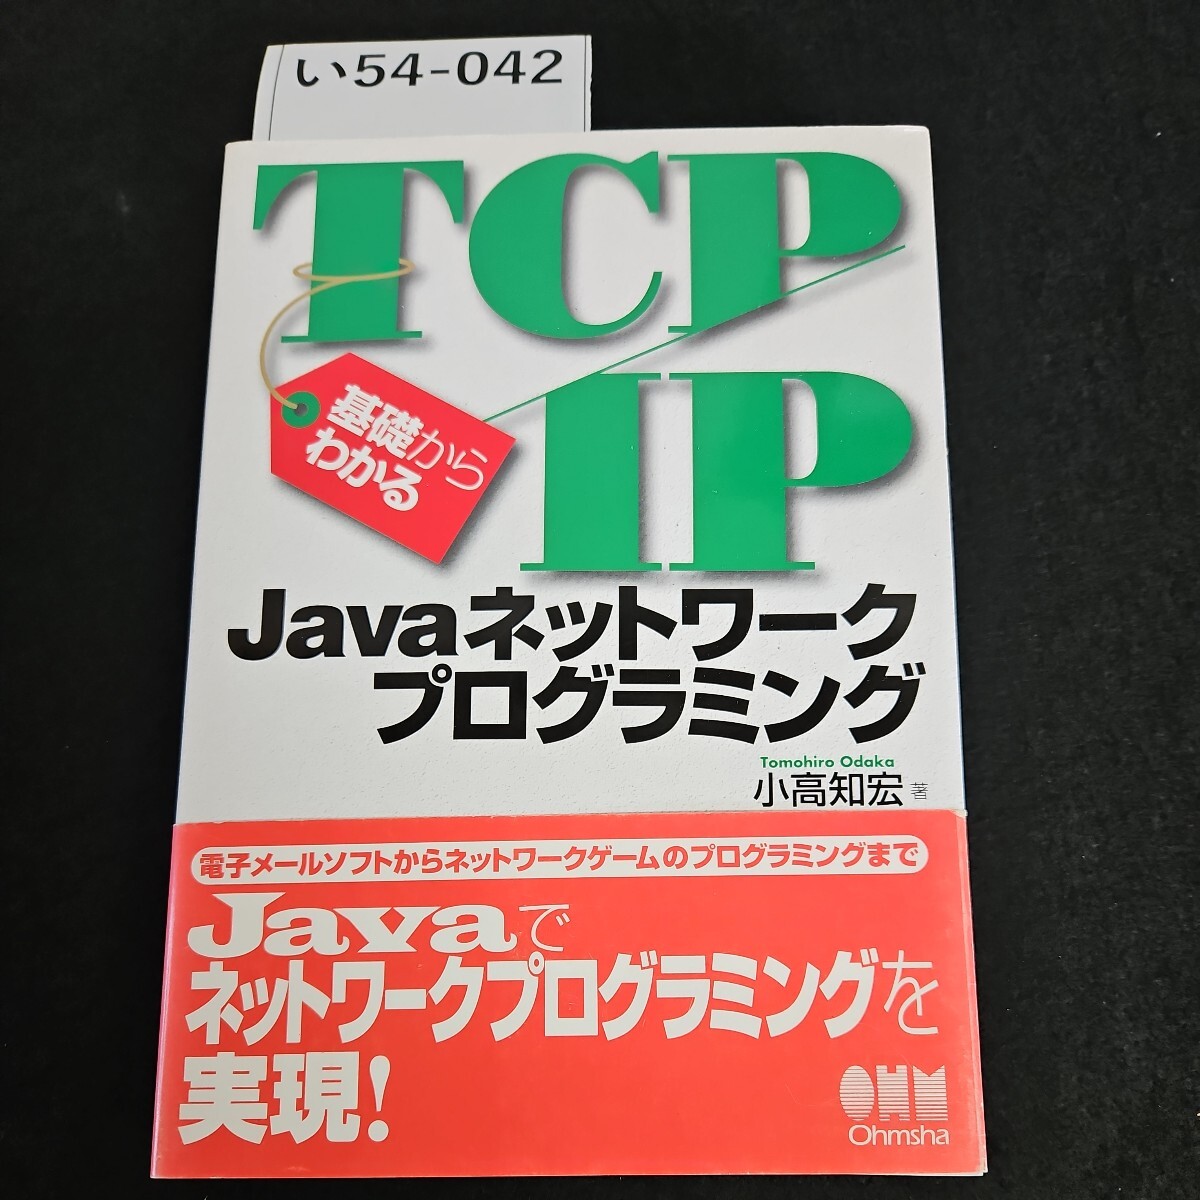 い54-042
TCP/
IP
基礎から
わかる
Javaネットワーク
プログラミング
Tomohiro Odaka
小高知宏 著
電子メールソフトからネットワークゲームのプログラミングまで
Javaで
ネットワークプログラミングを
実現!
OHM
Ohmsha